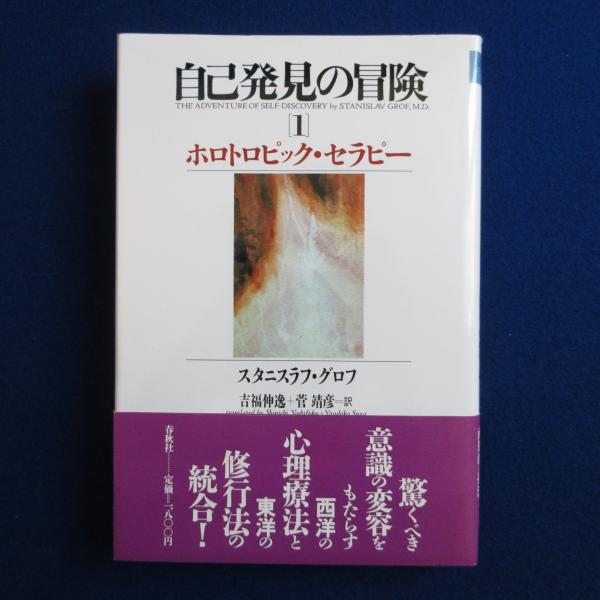 自己発見の冒険
THE ADVENTURE OF SELF-DISCOVERY by STANISLAV GROF, M.D.
[1]
ホロトロピック・セラピー
スタニスラフ・グロフ
吉福伸逸+菅 靖彦=訳
translated by Shinichi Yoshifuku+Yasuhiko Suga
驚くべき
意識の変容を
もたらす
西洋の
心理療法と
東洋の
修行法の
統合!
春秋社……定価=一八〇〇円